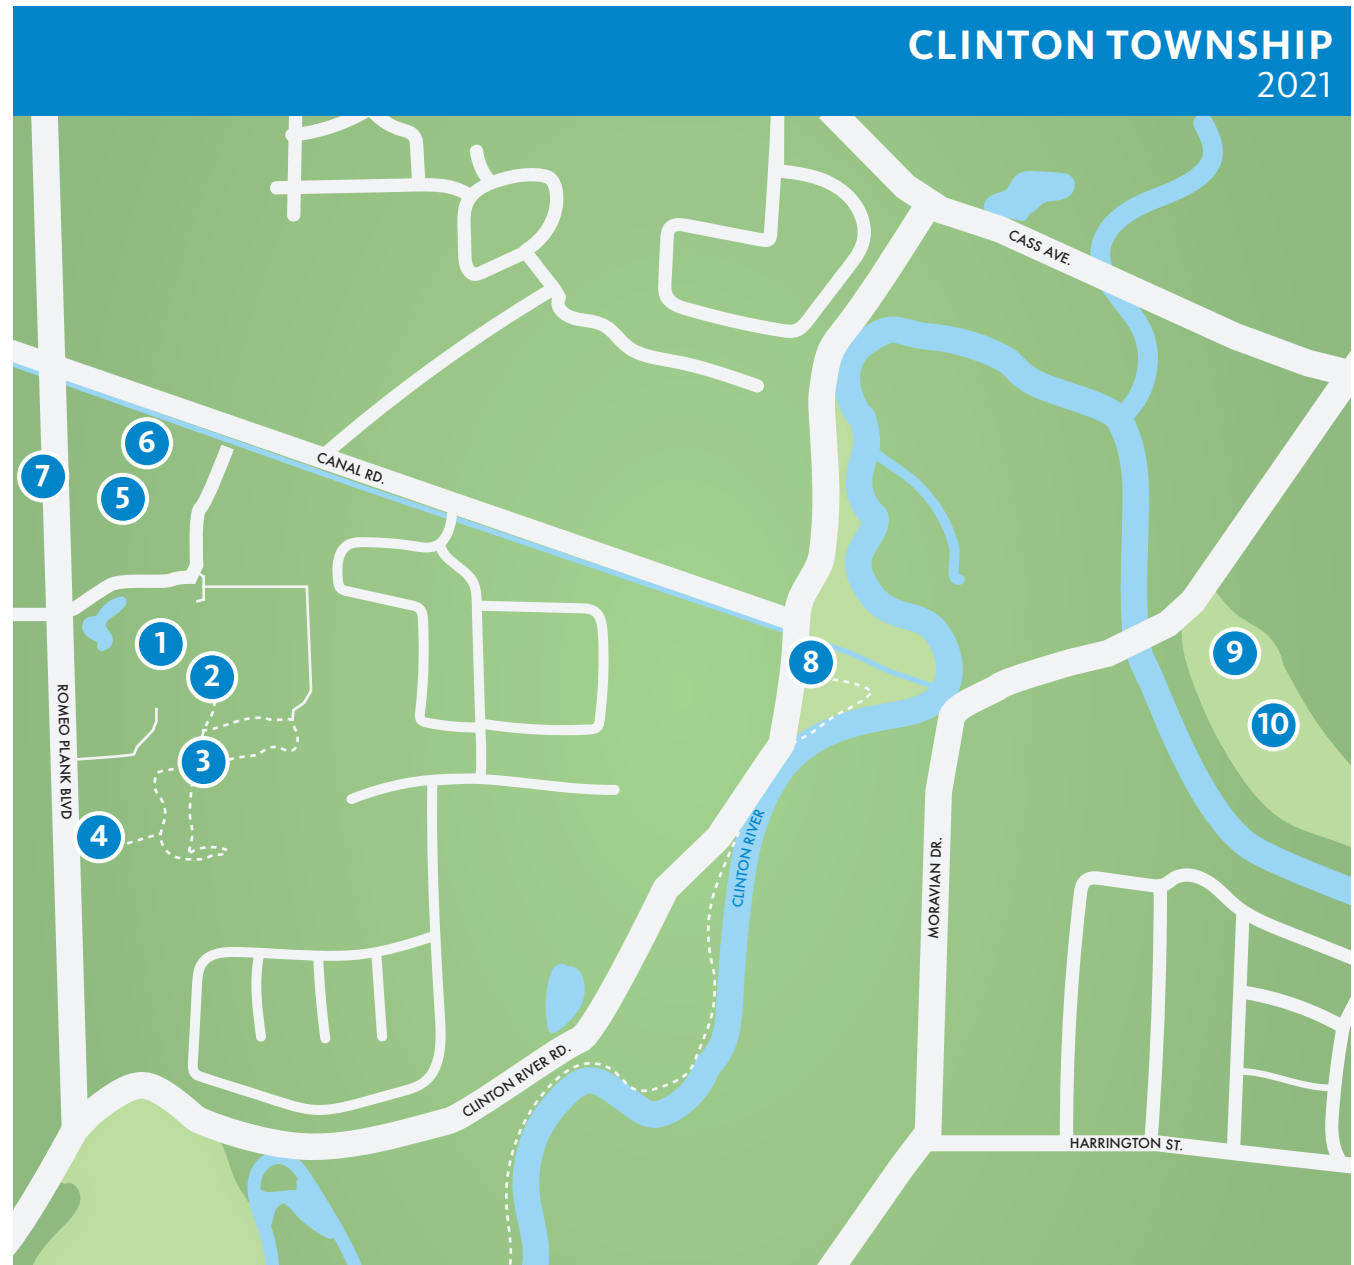 CLINTON TOWNSHIP
2021
CASS AVE.
6
CANAL RD.
7
5
1
9
8
2
ROMEO PLANK BLVD
10
3
4
CLINTON RIVER
MORAVIAN DR.
CLINTON RIVER RD.
HARRINGTON ST.